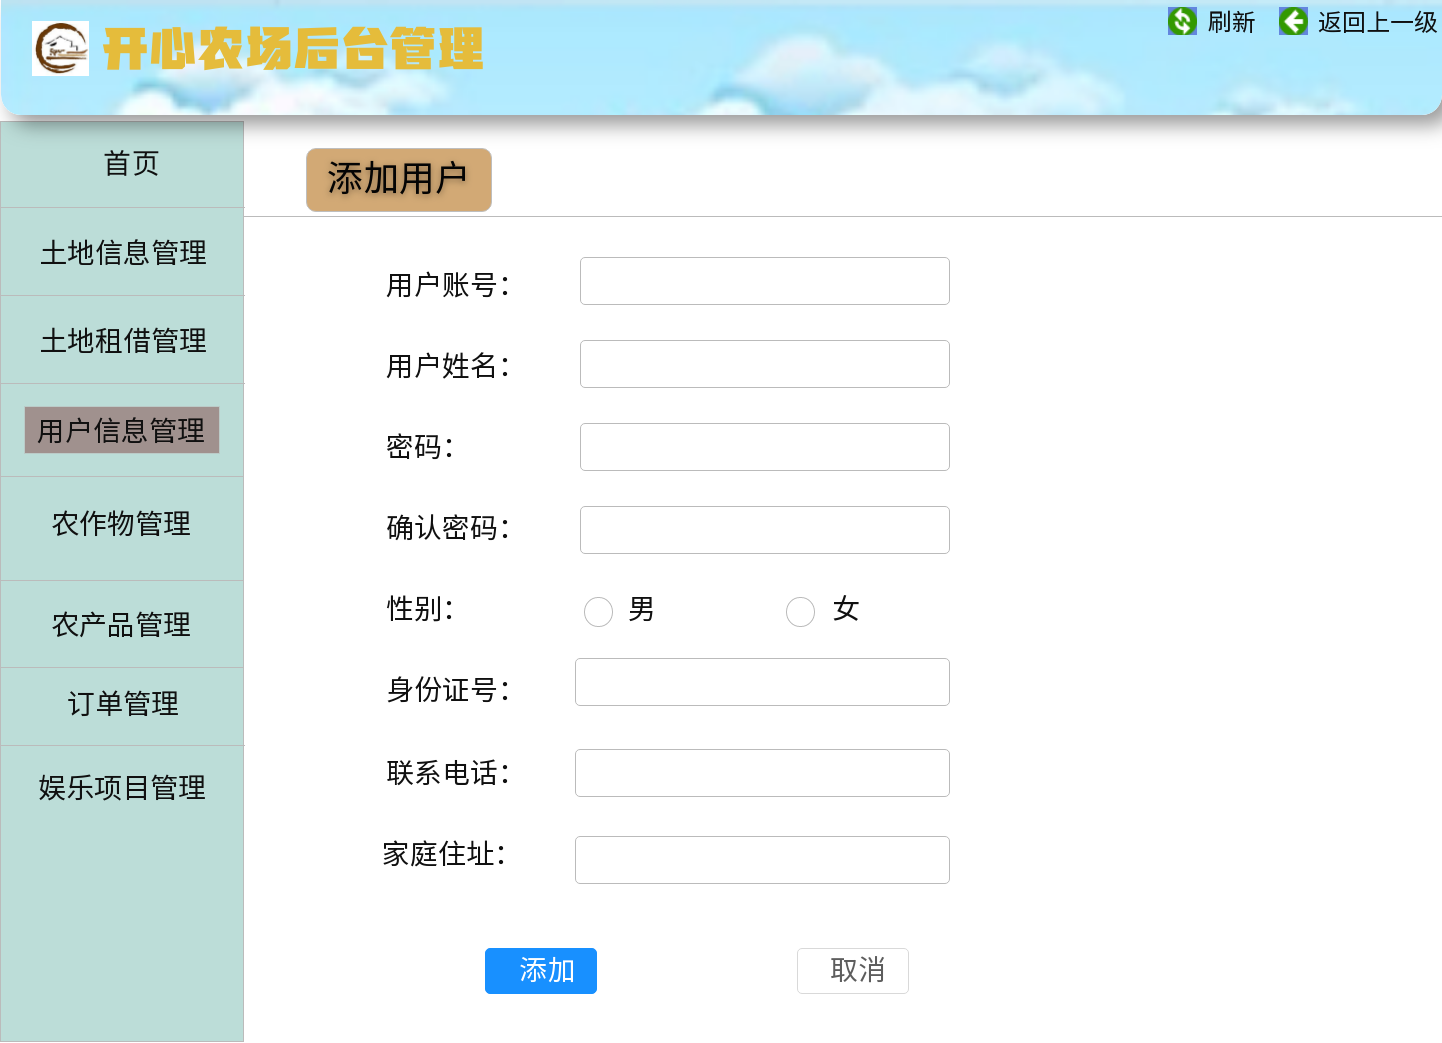 开心农场后台管理
刷新
返回上一级
首页
土地信息管理
土地租借管理
用户信息管理
农作物管理
农产品管理
订单管理
娱乐项目管理
添加用户
用户账号：
用户姓名：
密码：
确认密码：
性别： 男 女
身份证号：
联系电话：
家庭住址：
添加 取消